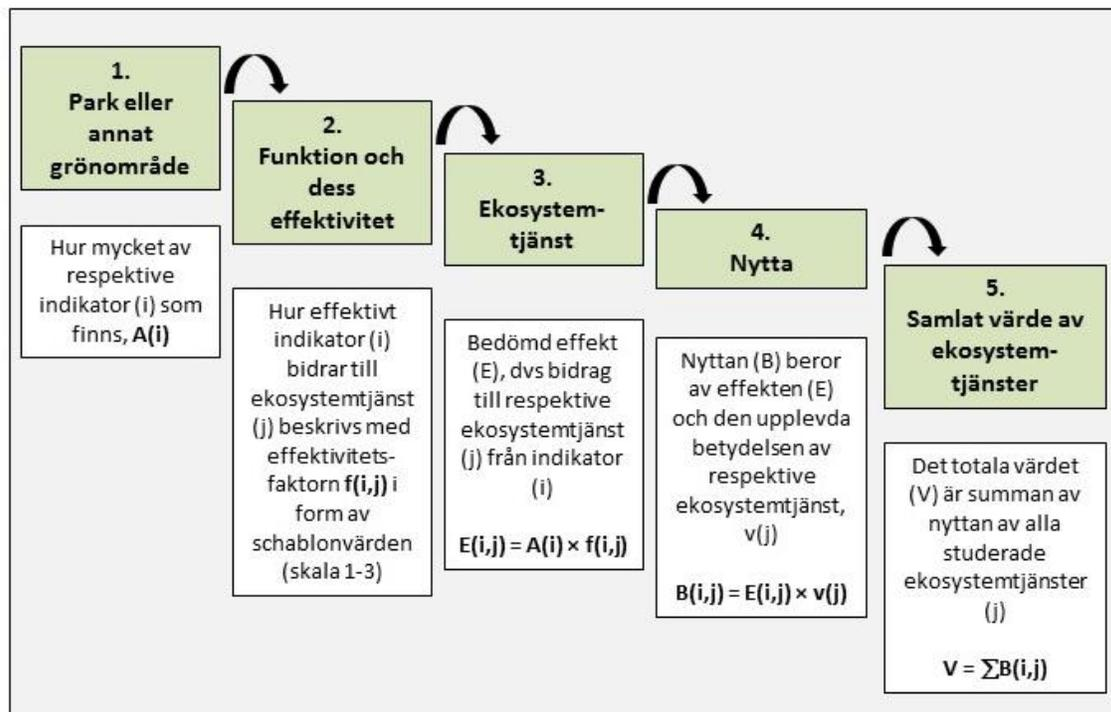 1.
Park eller
annat
grönområde
Hur mycket av
respektive
indikator (i) som
finns, A(i)
2.
Funktion och
dess
effektivitet
Hur effektivt
indikator (i)
bidrar till
ekosystemtjänst
(j) beskrivs med
effektivitets-
faktorn f(i,j) i
form av
schablonvärden
(skala 1-3)
3.
Ekosystem-
tjänst
Bedömd effekt
(E), dvs bidrag
till respektive
ekosystemtjänst
(j) från indikator
(i)
E(i,j) = A(i) × f(i,j)
4.
Nytta
Nyttan (B) beror
av effekten (E)
och den upplevda
betydelsen av
respektive
ekosystemtjänst,
v(j)
B(i,j) = E(i,j) × v(j)
5.
Samlat värde av
ekosystem-
tjänster
Det totala värdet
(V) är summan av
nyttan av alla
studerade
ekosystemtjänster
(j)
V = ∑B(i,j)